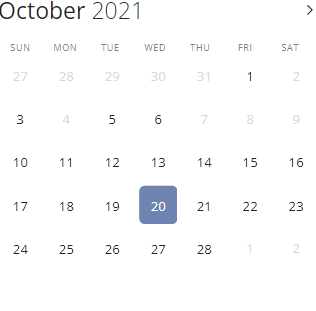 October 2021
SUN MON TUE WED THU FRI SAT
27 28 29 30 31 1 2
3 4 5 6 7 8 9
10 11 12 13 14 15 16
17 18 19 20 21 22 23
24 25 26 27 28 1 2